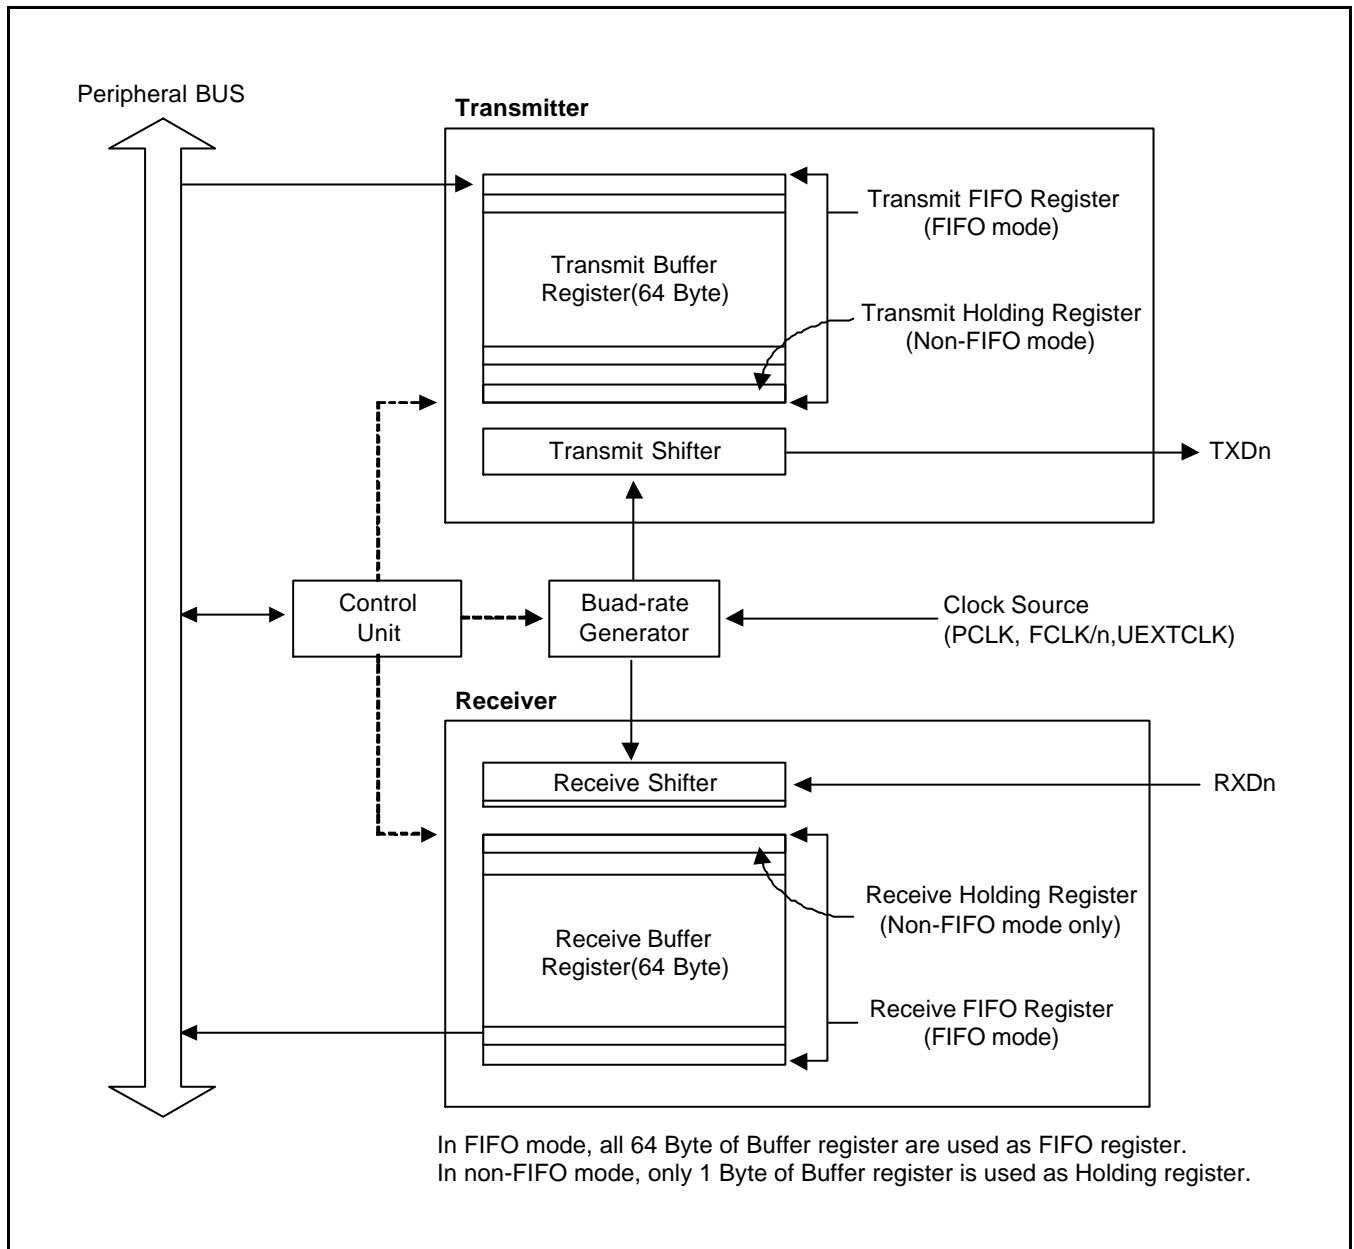 Peripheral BUS
Transmitter
Transmit FIFO Register
(FIFO mode)
Transmit Buffer
Register(64 Byte)
Transmit Holding Register
(Non-FIFO mode)
Transmit Shifter
TXDn
Control
Unit
Buad-rate
Generator
Clock Source
(PCLK, FCLK/n,UEXTCLK)
Receiver
Receive Shifter
RXDn
Receive Holding Register
(Non-FIFO mode only)
Receive Buffer
Register(64 Byte)
Receive FIFO Register
(FIFO mode)
In FIFO mode, all 64 Byte of Buffer register are used as FIFO register.
In non-FIFO mode, only 1 Byte of Buffer register is used as Holding register.